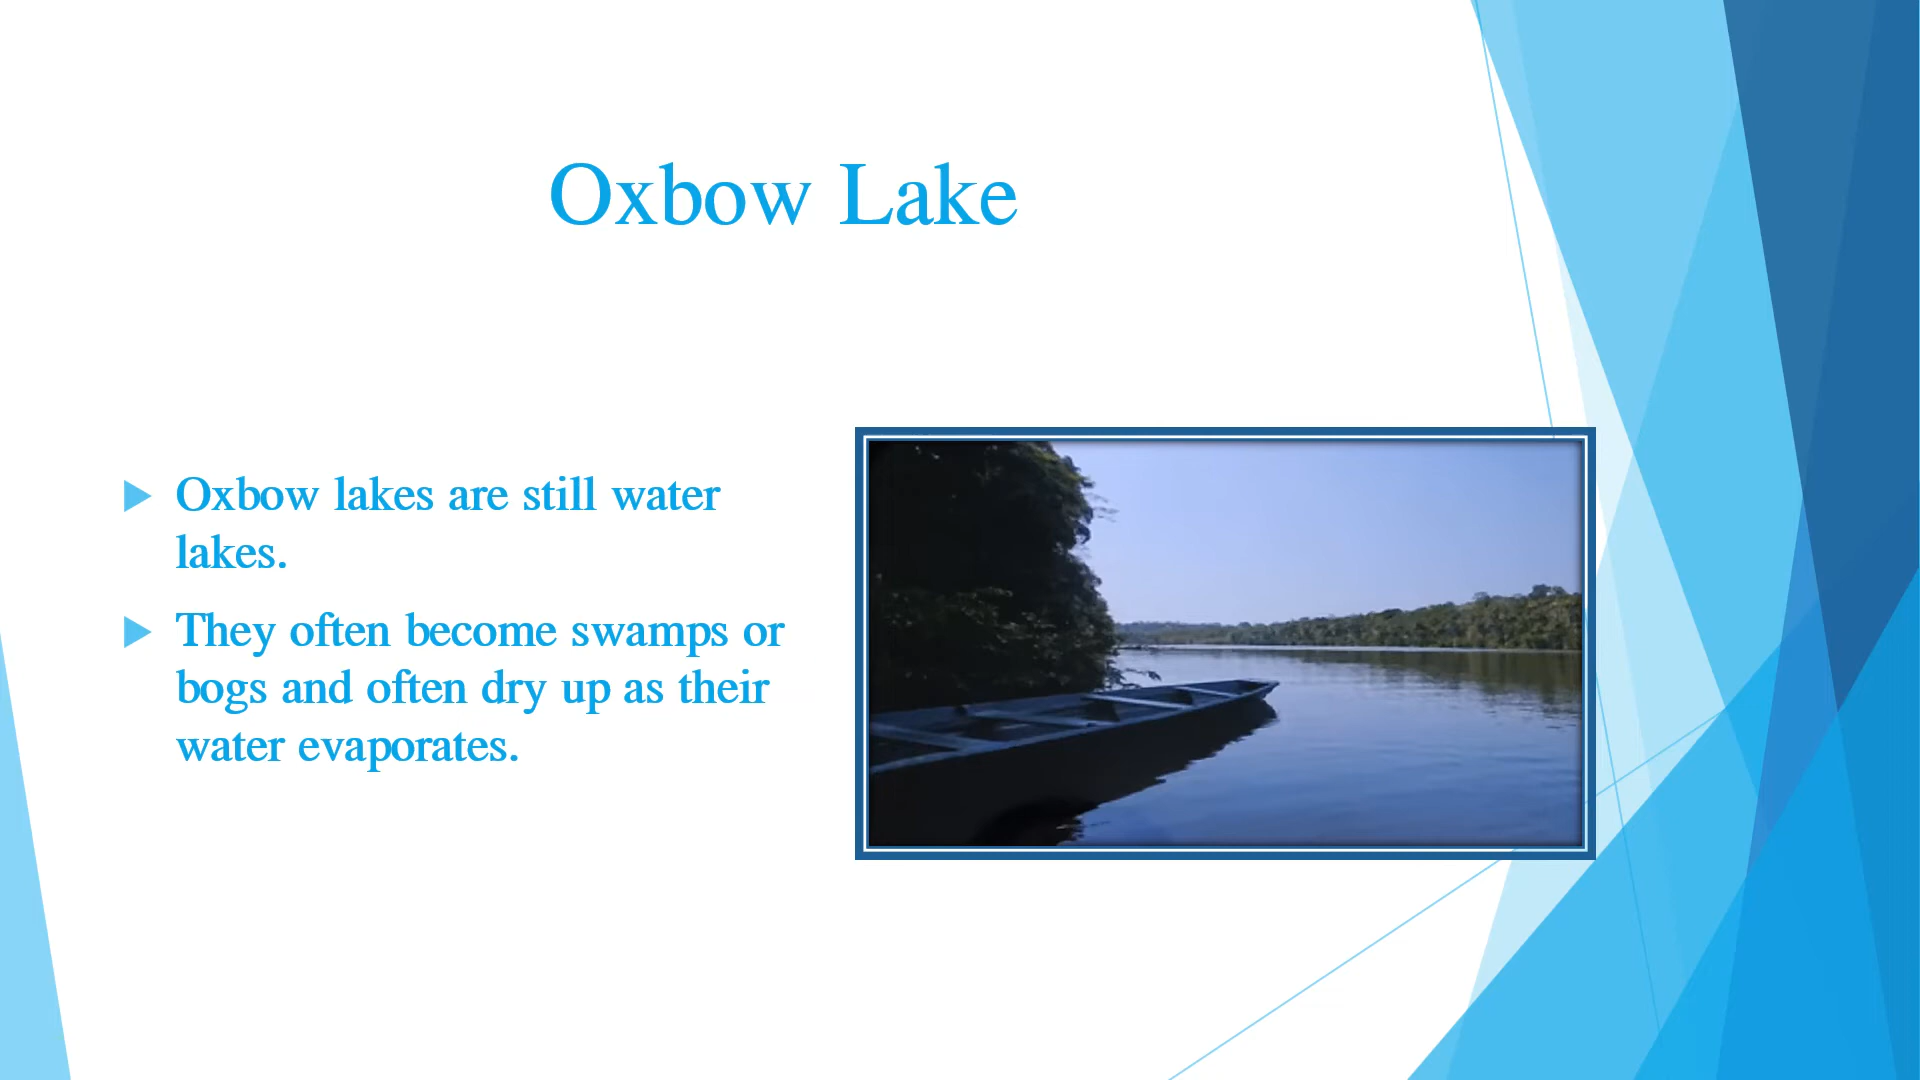 Oxbow Lake
Oxbow lakes are still water
lakes.
They often become swamps or
bogs and often dry up as their
water evaporates.